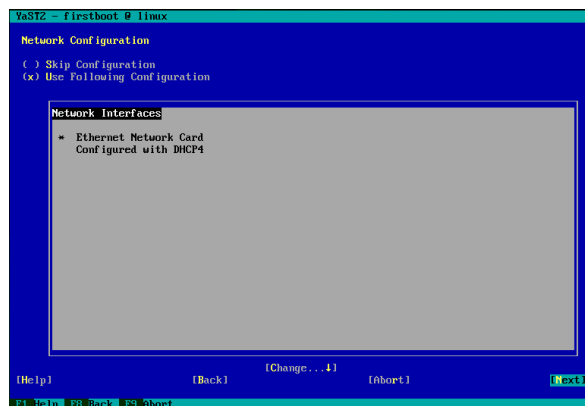 YaST2 - firstboot @ linux
Network Configuration
( ) Skip Configuration
(x) Use Following Configuration
Network Interfaces
* Ethernet Network Card
Configured with DHCP4
[Change...↓]
[Help] [Back] [Abort] [Next]
F1 Help F8 Back F9 Abort